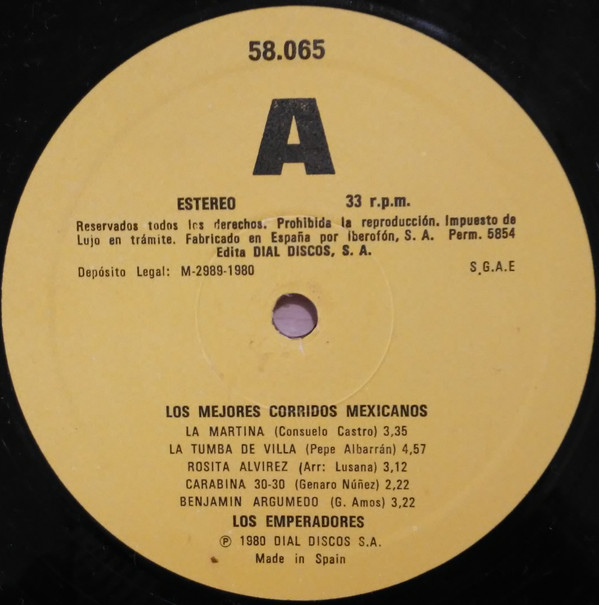 58.065
A
ESTEREO 33 r.p.m.
Reservados todos los derechos. Prohibida la reproducción. Impuesto de
Lujo en trámite. Fabricado en España por Iberofón, S. A. Perm. 5854
Edita DIAL DISCOS, S. A.
Depósito Legal: M-2989-1980 S.G.A.E
LOS MEJORES CORRIDOS MEXICANOS
LA MARTINA (Consuelo Castro) 3,35
LA TUMBA DE VILLA (Pepe Albarrán) 4,57
ROSITA ALVIREZ (Arr: Lusana) 3,12
CARABINA 30-30 (Genaro Núñez) 2,22
BENJAMIN ARGUMEDO (G. Amos) 3,22
LOS EMPERADORES
℗ 1980 DIAL DISCOS S.A.
Made in Spain